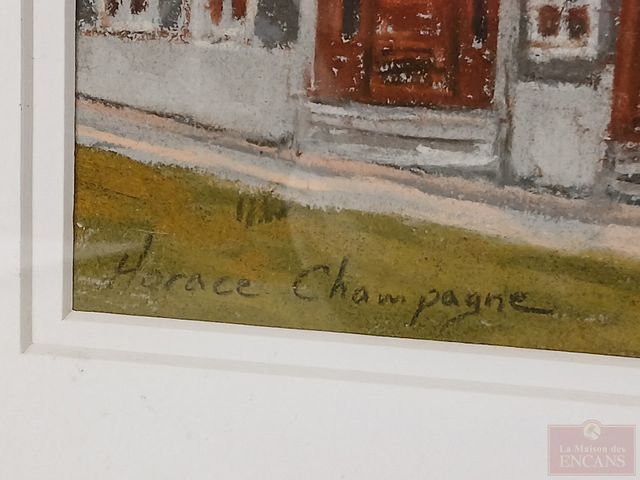 Horace Champagne
La Maison des
ENCANS